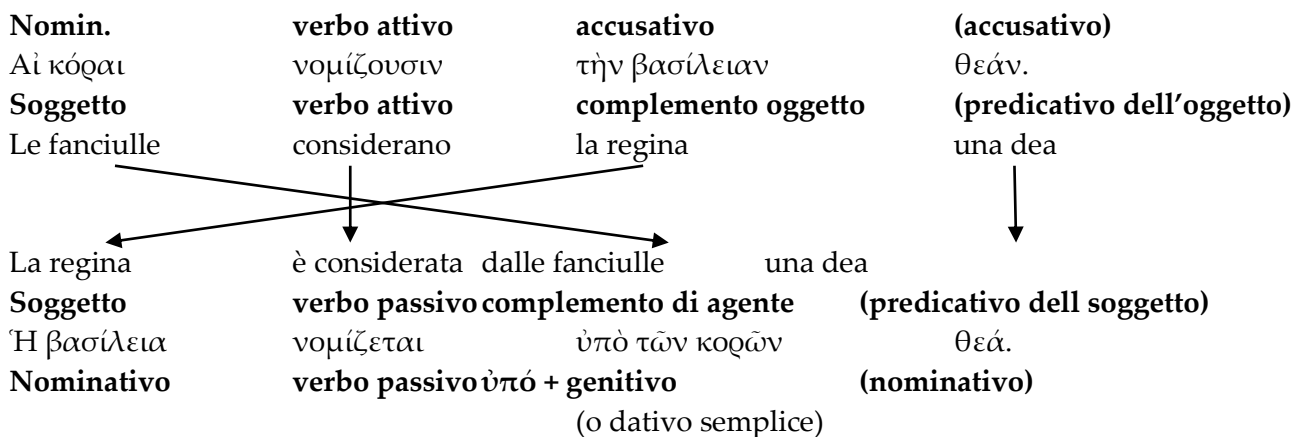 Nomin. verbo attivo accusativo (accusativo)
Αἱ κόραι νομίζουσιν τὴν βασίλειαν θεάν.
Soggetto verbo attivo complemento oggetto (predicativo dell’oggetto)
Le fanciulle considerano la regina una dea
La regina è considerata dalle fanciulle una dea
Soggetto verbo passivo complemento di agente (predicativo dell soggetto)
Ἡ βασίλεια νομίζεται ὑπὸ τῶν κορῶν θεά.
Nominativo verbo passivo ὑπό + genitivo (nominativo)
(o dativo semplice)